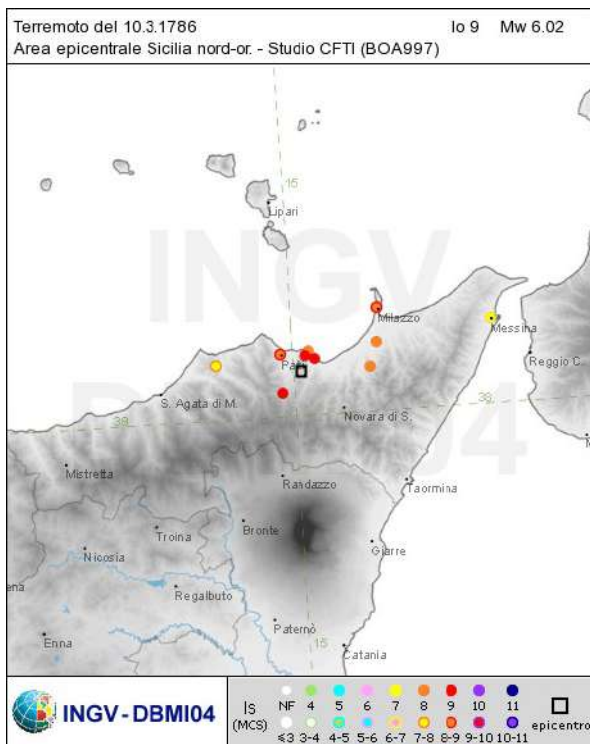 Terremoto del 10.3.1786 Io 9 Mw 6.02
Area epicentrale Sicilia nord-or. - Studio CFTI (BOA997)
15
Lipari
INGV
Milazzo
Messina
Patti
Reggio C.
S. Agata di M.
38
38
Novara di S.
Mistretta
Randazzo
Taormina
Troina
Bronte
Nicosia
Giarre
Regalbuto
Paternò
Enna
15
Catania
INGV-DBMI04
Is NF 4 5 6 7 8 9 10 11
(MCS) ≤3 3-4 4-5 5-6 6-7 7-8 8-9 9-10 10-11 epicentro